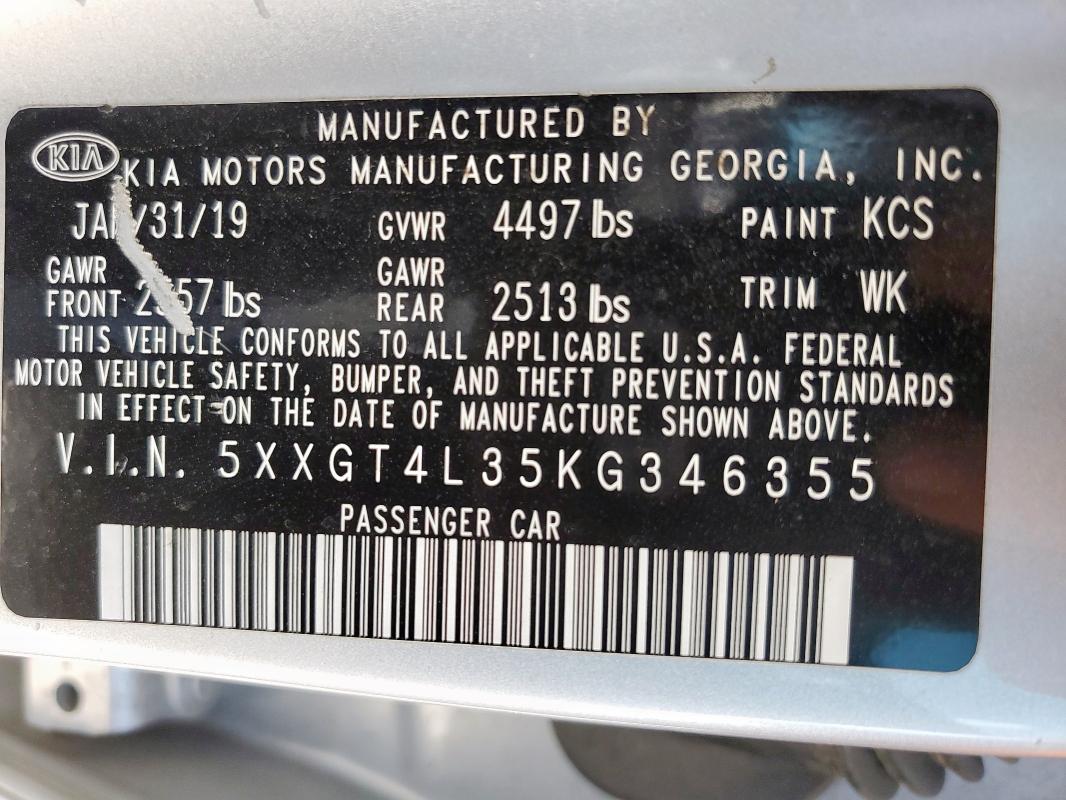 MANUFACTURED BY
KIA
KIA MOTORS MANUFACTURING GEORGIA, INC.
/31/19 GVWR 4497 lbs PAINT KCS
GAWR FRONT lbs GAWR REAR 2513 lbs TRIM WK
THIS VEHICLE CONFORMS TO ALL APPLICABLE U.S.A. FEDERAL
MOTOR VEHICLE SAFETY, BUMPER, AND THEFT PREVENTION STANDARDS
IN EFFECT ON THE DATE OF MANUFACTURE SHOWN ABOVE.
V.I.N. 5XXGT4L35KG346355
PASSENGER CAR